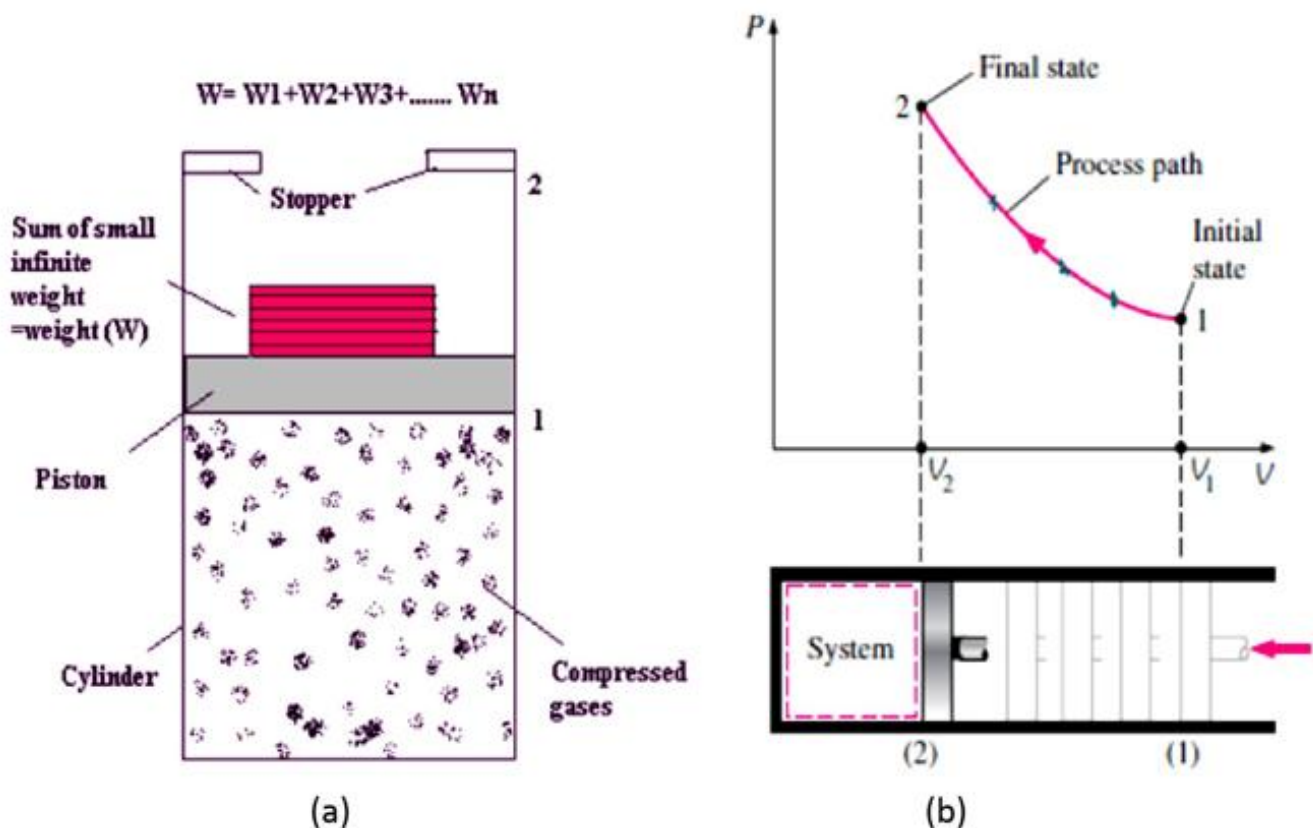 W= W1+W2+W3+....... Wn
Stopper
2
Sum of small
infinite
weight
=weight (W)
1
Piston
Cylinder
Compressed
gases
(a)
P
Final state
2
Process path
Initial
state
1
V2
V1
V
System
(2)
(1)
(b)